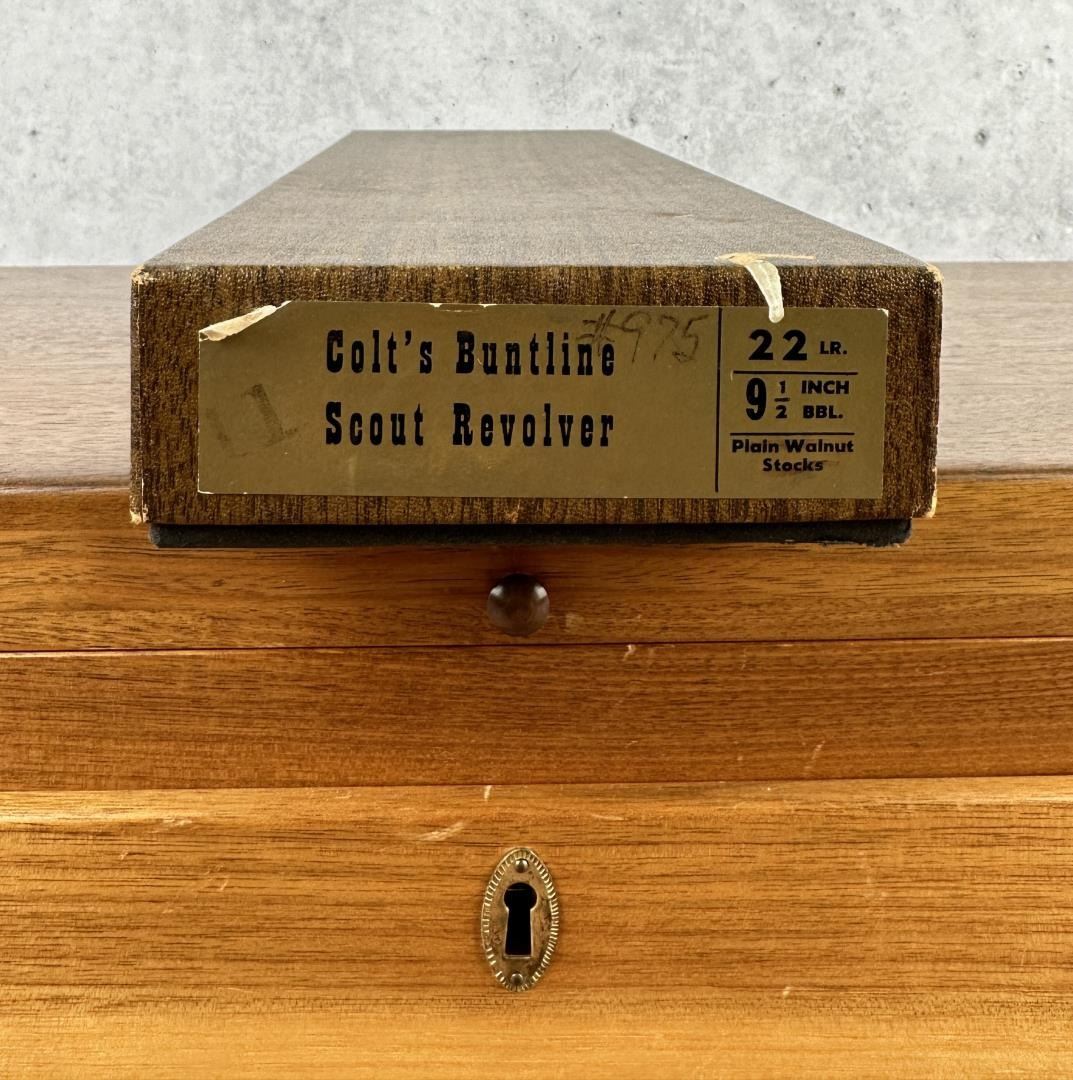 #975
Colt's Buntline
Scout Revolver
22 LR.
9 1/2 INCH BBL.
Plain Walnut
Stocks